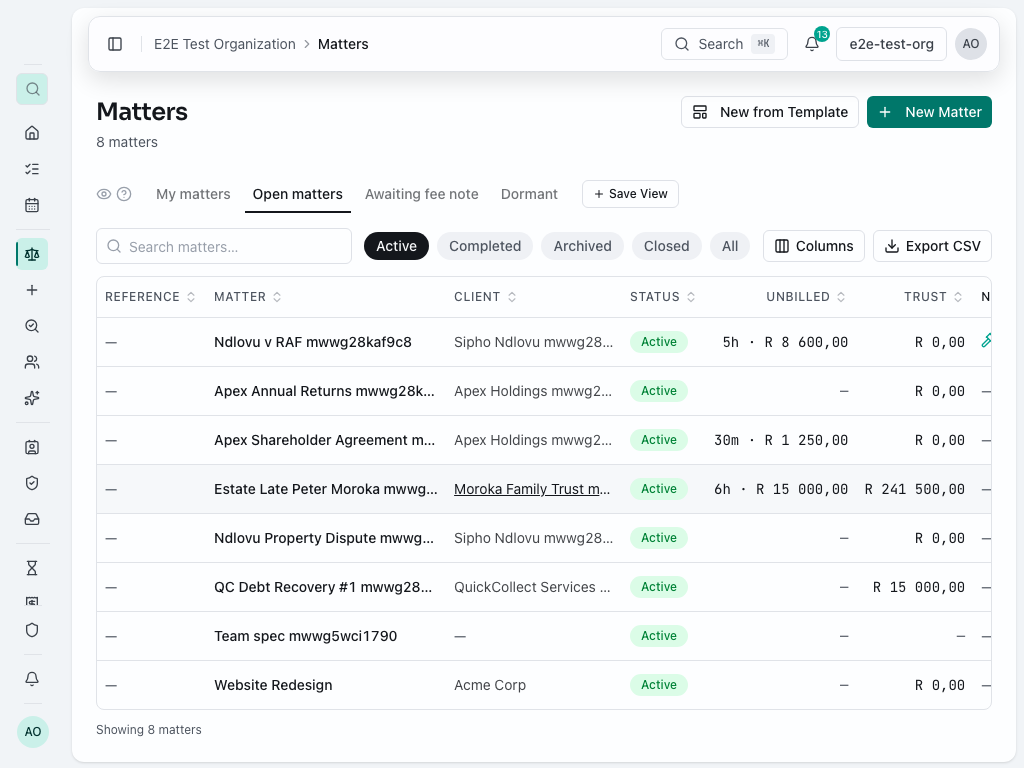 E2E Test Organization > Matters
Search ⌘K
13
e2e-test-org
AO
Matters
New from Template
+ New Matter
8 matters
My matters
Open matters
Awaiting fee note
Dormant
+ Save View
Search matters...
Active
Completed
Archived
Closed
All
Columns
Export CSV
REFERENCE MATTER CLIENT STATUS UNBILLED TRUST N
— Ndlovu v RAF mwwg28kaf9c8 Sipho Ndlovu mwwg28... Active 5h · R 8 600,00 R 0,00
— Apex Annual Returns mwwg28k... Apex Holdings mwwg2... Active — R 0,00 —
— Apex Shareholder Agreement m... Apex Holdings mwwg2... Active 30m · R 1 250,00 R 0,00 —
— Estate Late Peter Moroka mwwg... Moroka Family Trust m... Active 6h · R 15 000,00 R 241 500,00 —
— Ndlovu Property Dispute mwwg... Sipho Ndlovu mwwg28... Active — R 0,00 —
— QC Debt Recovery #1 mwwg28... QuickCollect Services ... Active — R 15 000,00 —
— Team spec mwwg5wci1790 — Active — — —
— Website Redesign Acme Corp Active — R 0,00 —
Showing 8 matters
AO